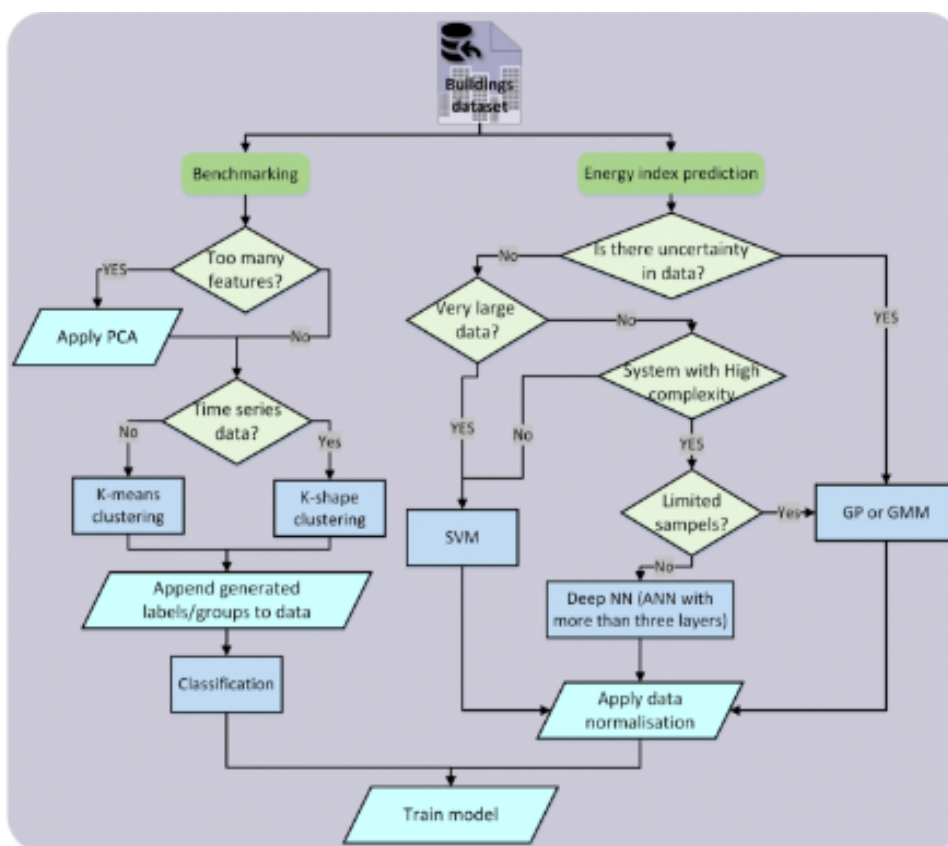 Buildings
dataset
Benchmarking
Energy index prediction
Too many
features?
Is there uncertainty
in data?
YES
No
Very large
data?
Apply PCA
No
No
YES
System with High
complexity
Time series
data?
No
Yes
YES
No
YES
K-means
clustering
K-shape
clustering
Limited
sampels?
Yes
GP or GMM
SVM
No
Append generated
labels/groups to data
Deep NN (ANN with
more than three layers)
Classification
Apply data
normalisation
Train model